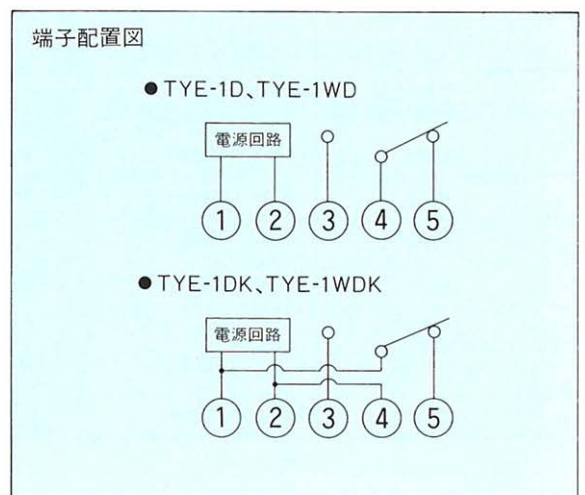 端子配置図
●TYE-1D、TYE-1WD
電源回路
① ② ③ ④ ⑤
●TYE-1DK、TYE-1WDK
電源回路
① ② ③ ④ ⑤